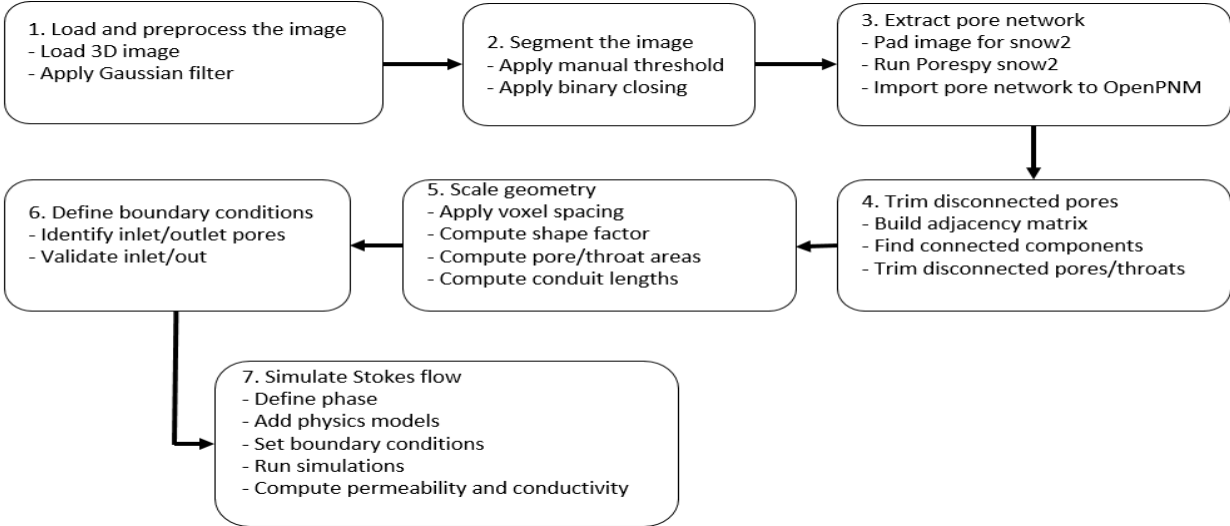 1. Load and preprocess the image
- Load 3D image
- Apply Gaussian filter
2. Segment the image
- Apply manual threshold
- Apply binary closing
3. Extract pore network
- Pad image for snow2
- Run Porespy snow2
- Import pore network to OpenPNM
4. Trim disconnected pores
- Build adjacency matrix
- Find connected components
- Trim disconnected pores/throats
5. Scale geometry
- Apply voxel spacing
- Compute shape factor
- Compute pore/throat areas
- Compute conduit lengths
6. Define boundary conditions
- Identify inlet/outlet pores
- Validate inlet/out
7. Simulate Stokes flow
- Define phase
- Add physics models
- Set boundary conditions
- Run simulations
- Compute permeability and conductivity